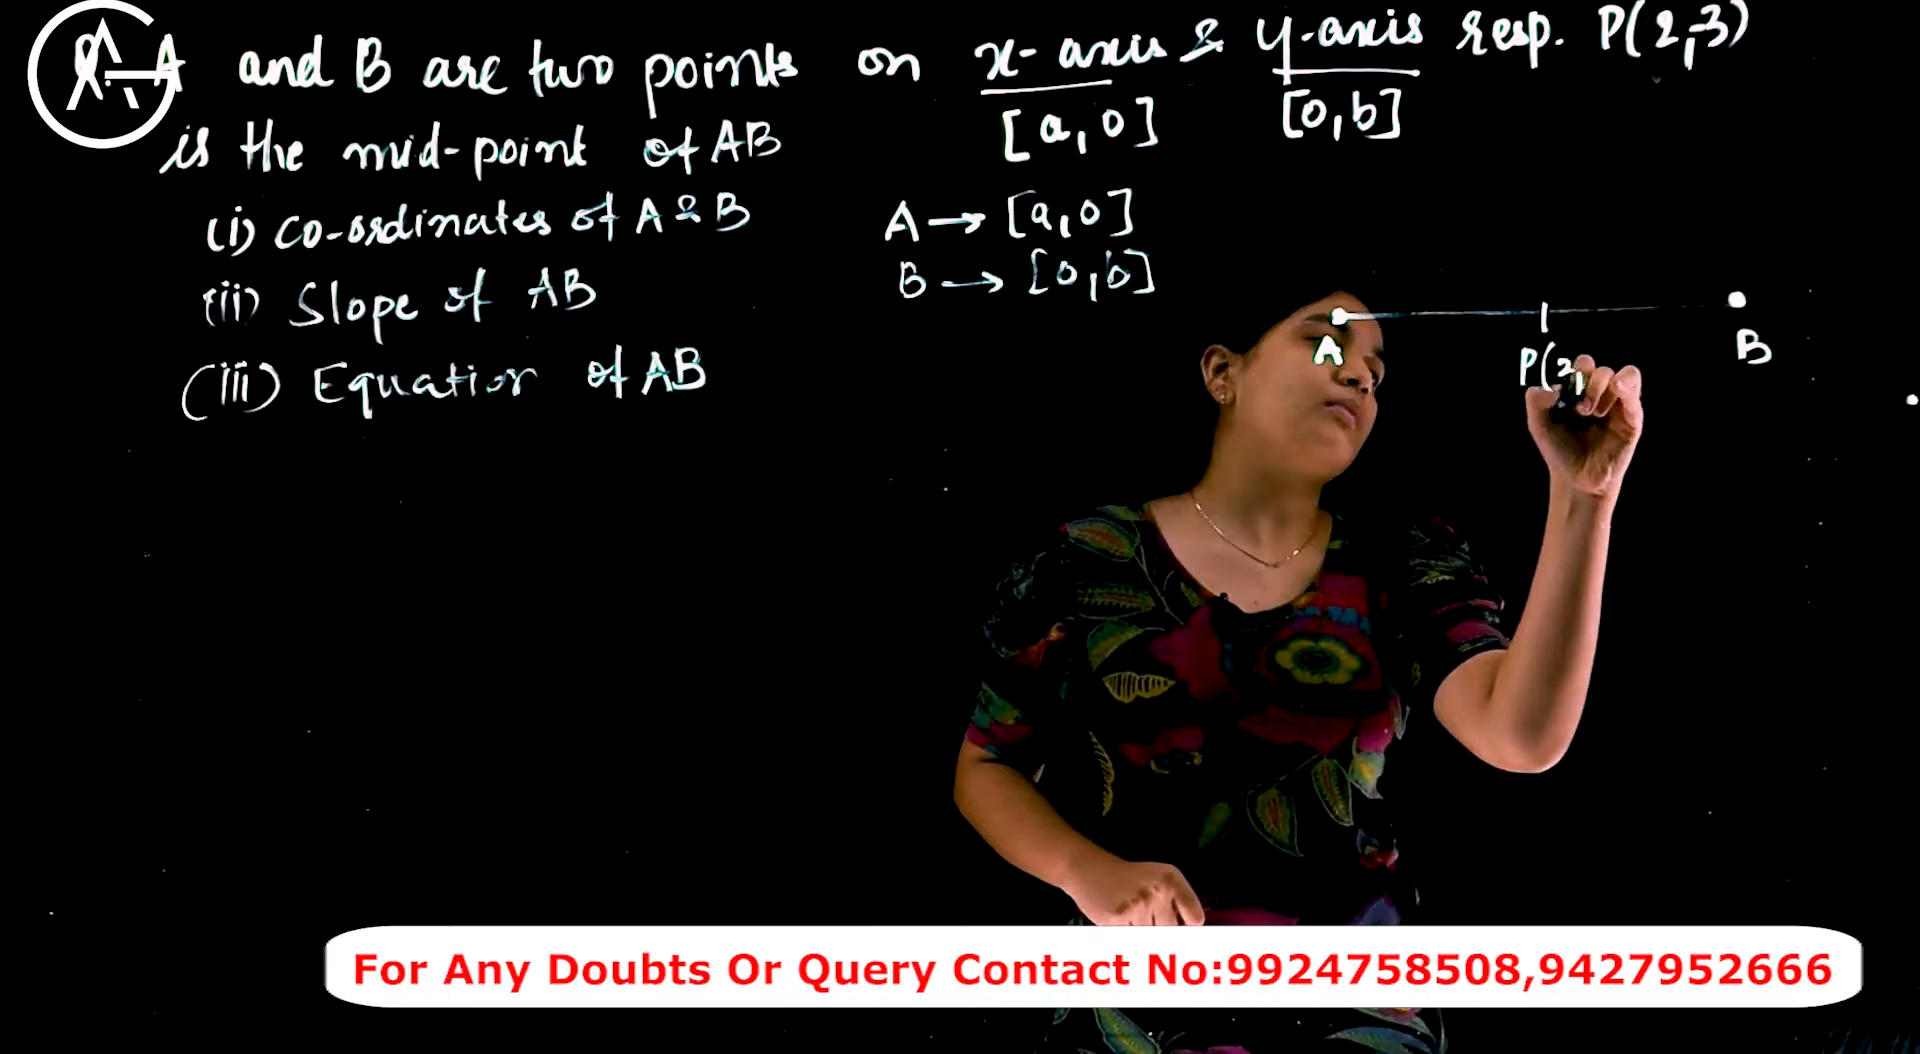 Q. A and B are two points on x-axis & y-axis resp. P(2,3)
[a,0] [0,b]
is the mid-point of AB
(i) co-ordinates of A & B
A → [a,0]
(ii) Slope of AB
B → [0,b]
(iii) Equation of AB
A
B
P(2,
For Any Doubts Or Query Contact No:9924758508,9427952666